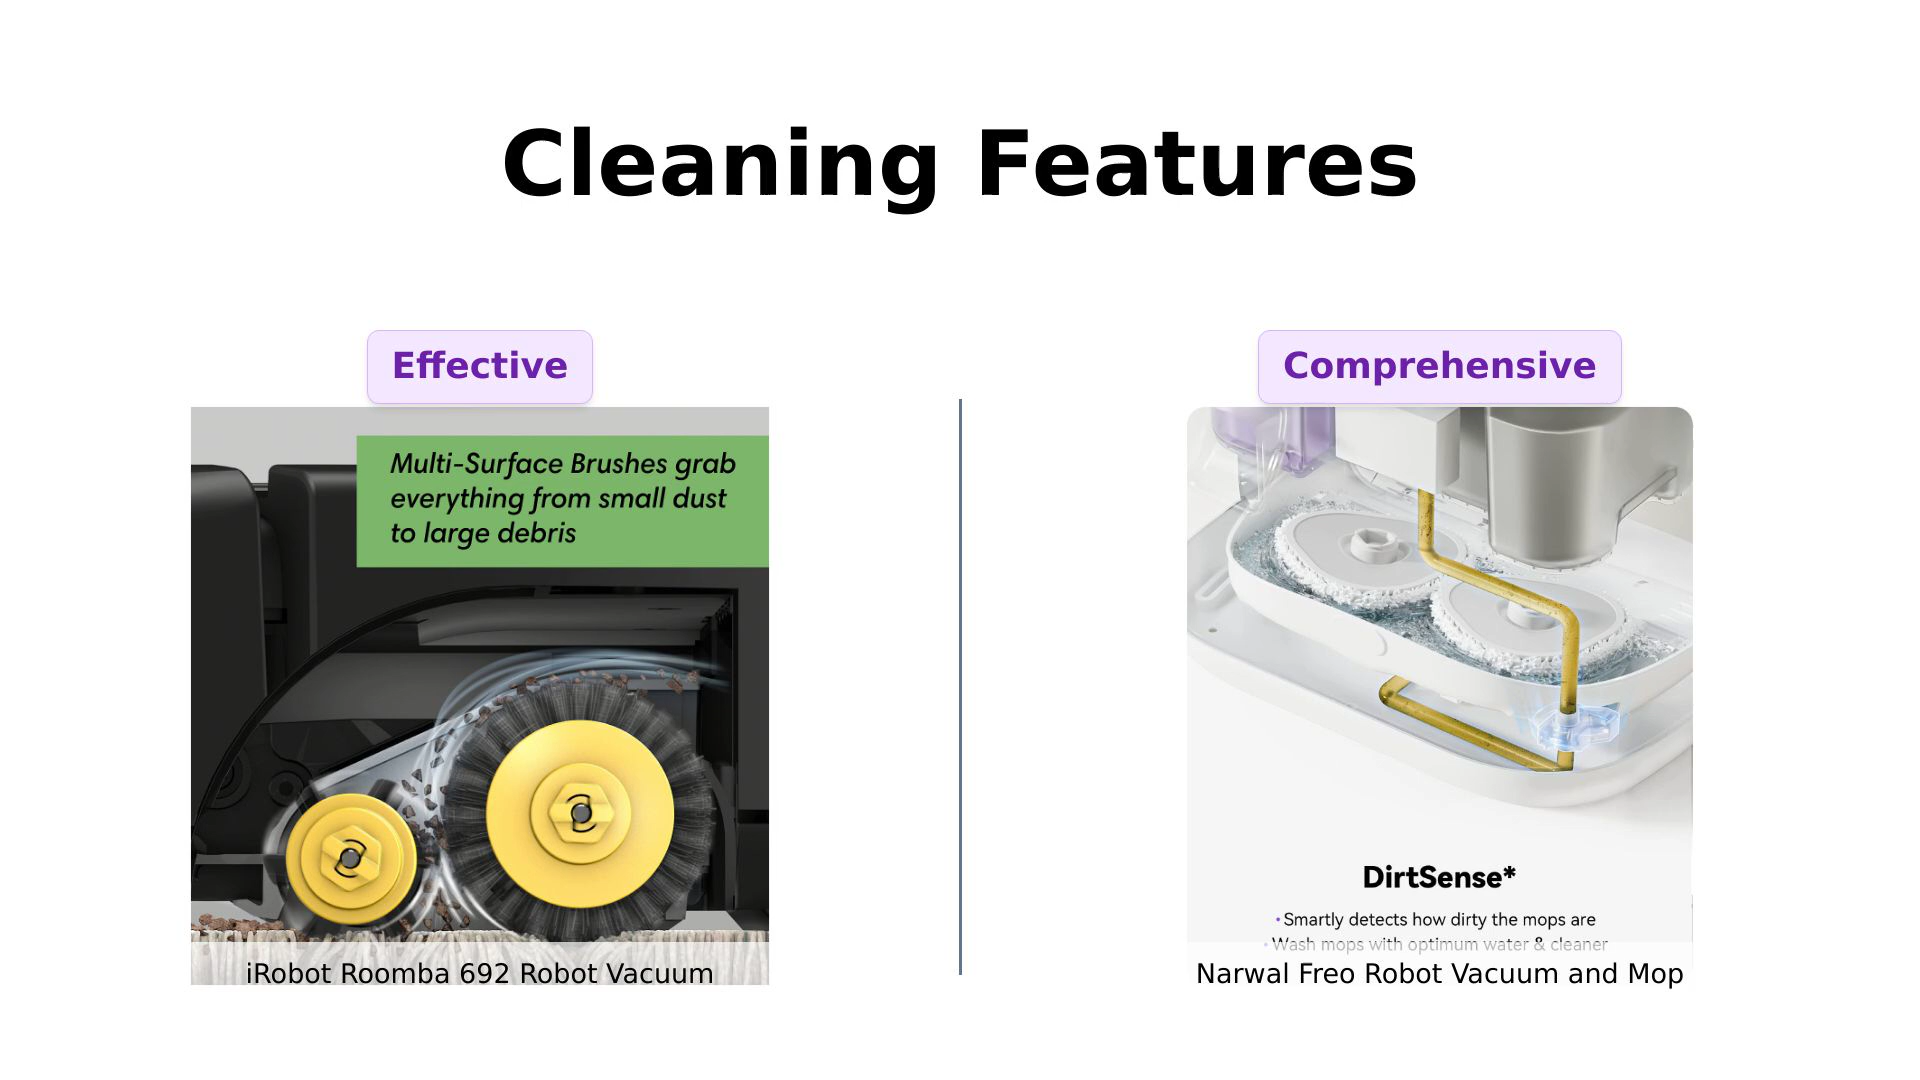 Cleaning Features
Effective
Multi-Surface Brushes grab
everything from small dust
to large debris
iRobot Roomba 692 Robot Vacuum
Comprehensive
DirtSense*
•Smartly detects how dirty the mops are
•Wash mops with optimum water & cleaner
Narwal Freo Robot Vacuum and Mop